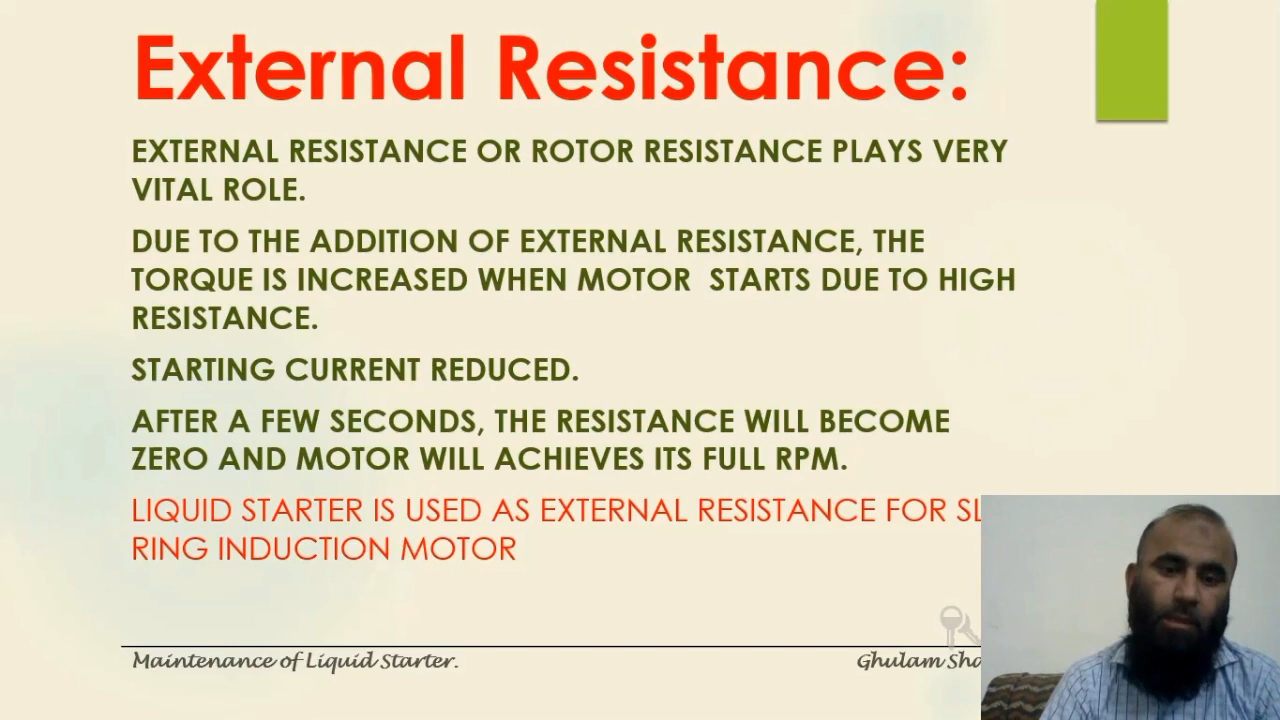 External Resistance:
EXTERNAL RESISTANCE OR ROTOR RESISTANCE PLAYS VERY
VITAL ROLE.
DUE TO THE ADDITION OF EXTERNAL RESISTANCE, THE
TORQUE IS INCREASED WHEN MOTOR STARTS DUE TO HIGH
RESISTANCE.
STARTING CURRENT REDUCED.
AFTER A FEW SECONDS, THE RESISTANCE WILL BECOME
ZERO AND MOTOR WILL ACHIEVES ITS FULL RPM.
LIQUID STARTER IS USED AS EXTERNAL RESISTANCE FOR
RING INDUCTION MOTOR
Maintenance of Liquid Starter.
Ghulam